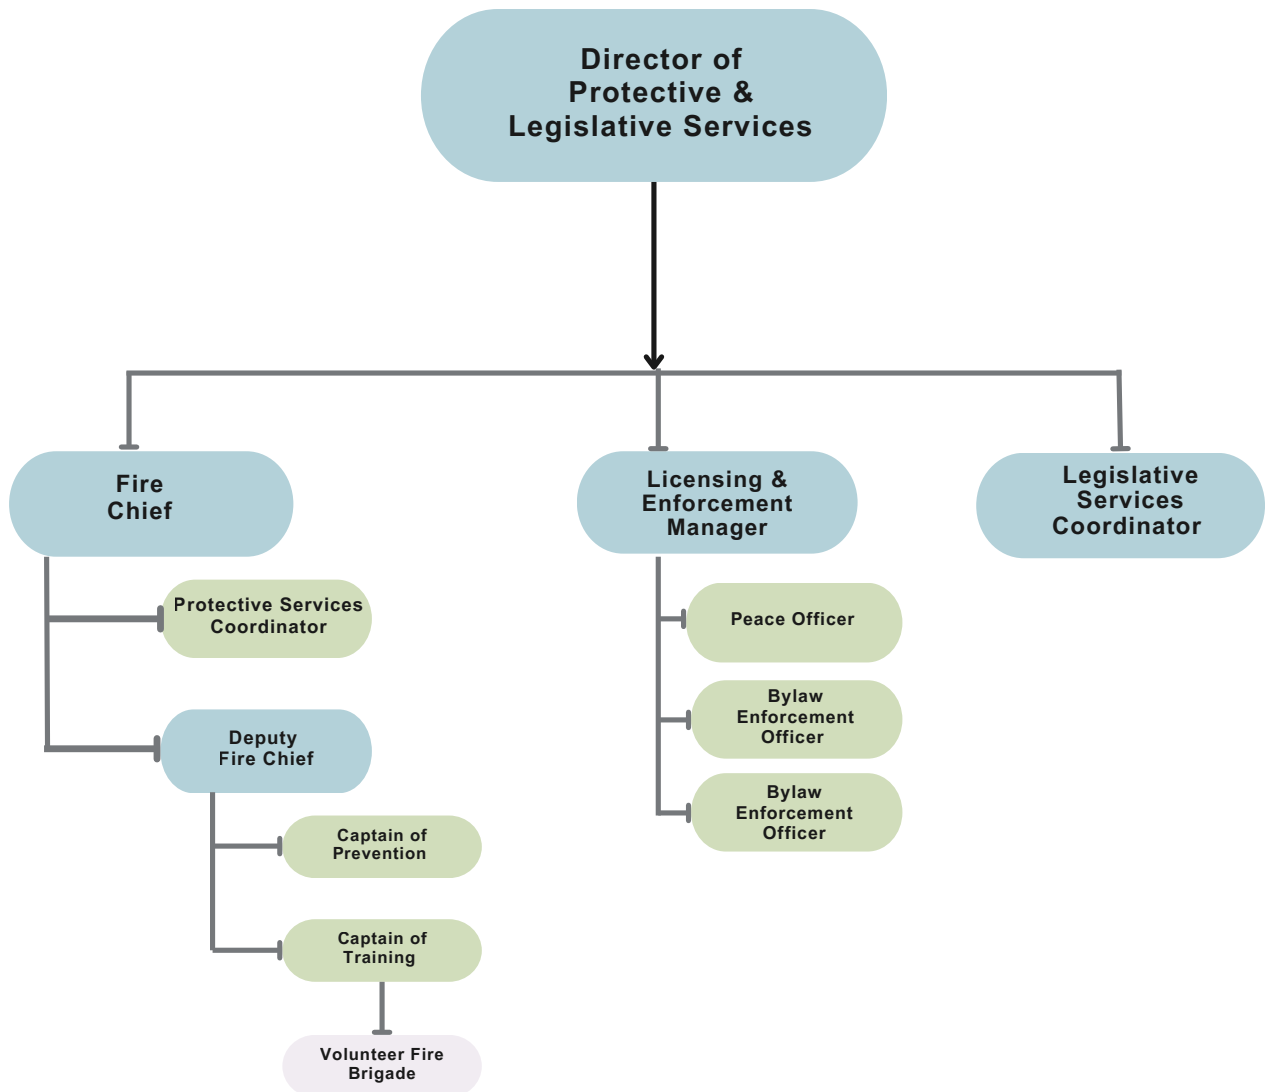 Director of
Protective &
Legislative Services
Fire
Chief
Licensing &
Enforcement
Manager
Legislative
Services
Coordinator
Protective Services
Coordinator
Peace Officer
Bylaw
Enforcement
Officer
Deputy
Fire Chief
Bylaw
Enforcement
Officer
Captain of
Prevention
Captain of
Training
Volunteer Fire
Brigade